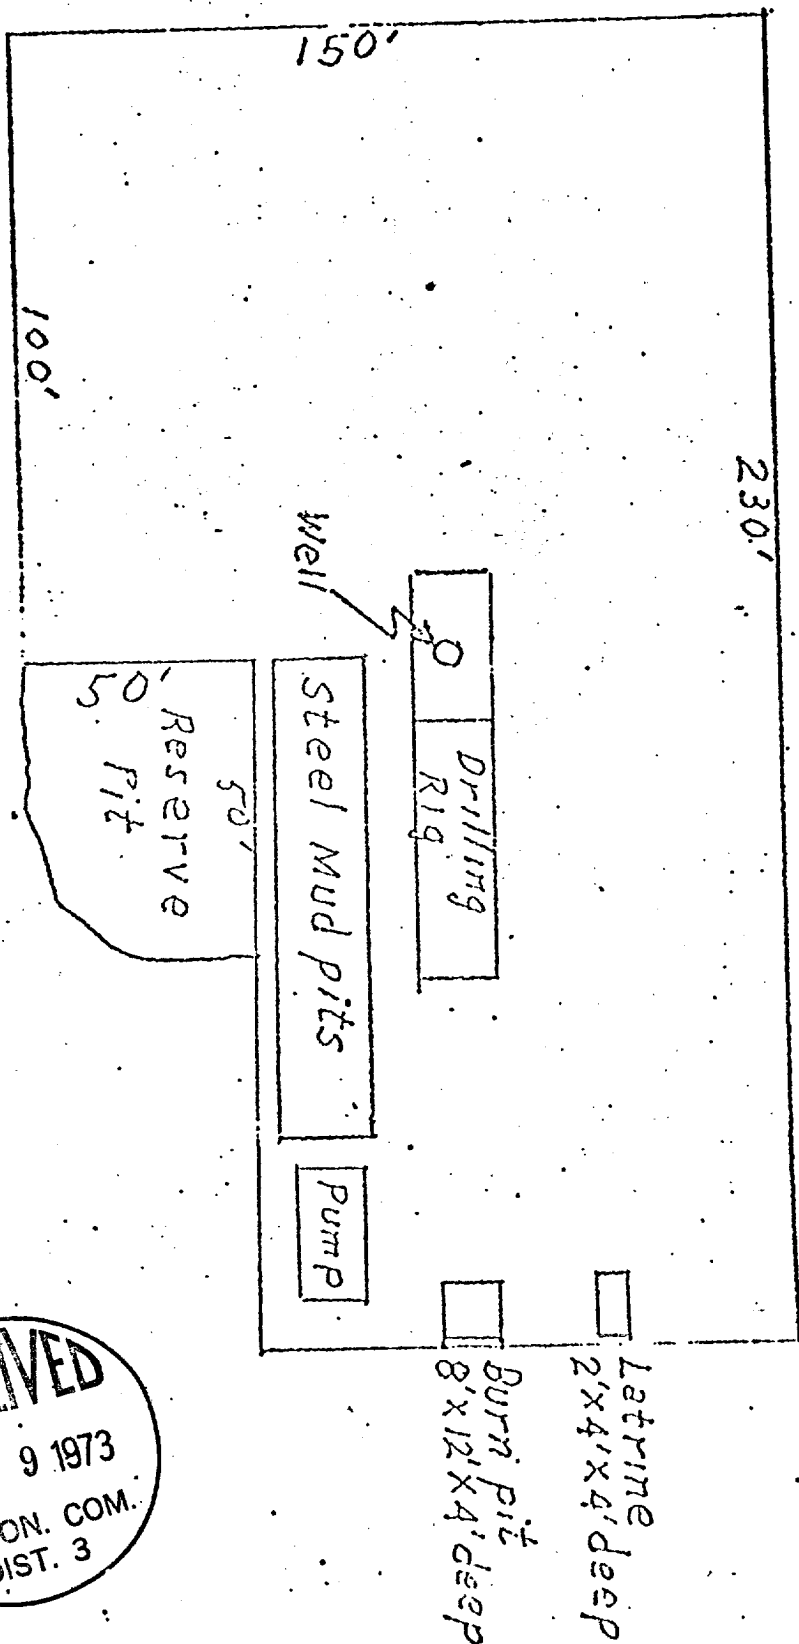 150'
230'
100'
Well
Drilling
Rig
Steel Mud pits
50'
50'
Reserve
Pit
Pump
Latrine
2'x4'x4' deep
Burn pit
8'x12'x4' deep
9 1973
ON. COM.
DIST. 3